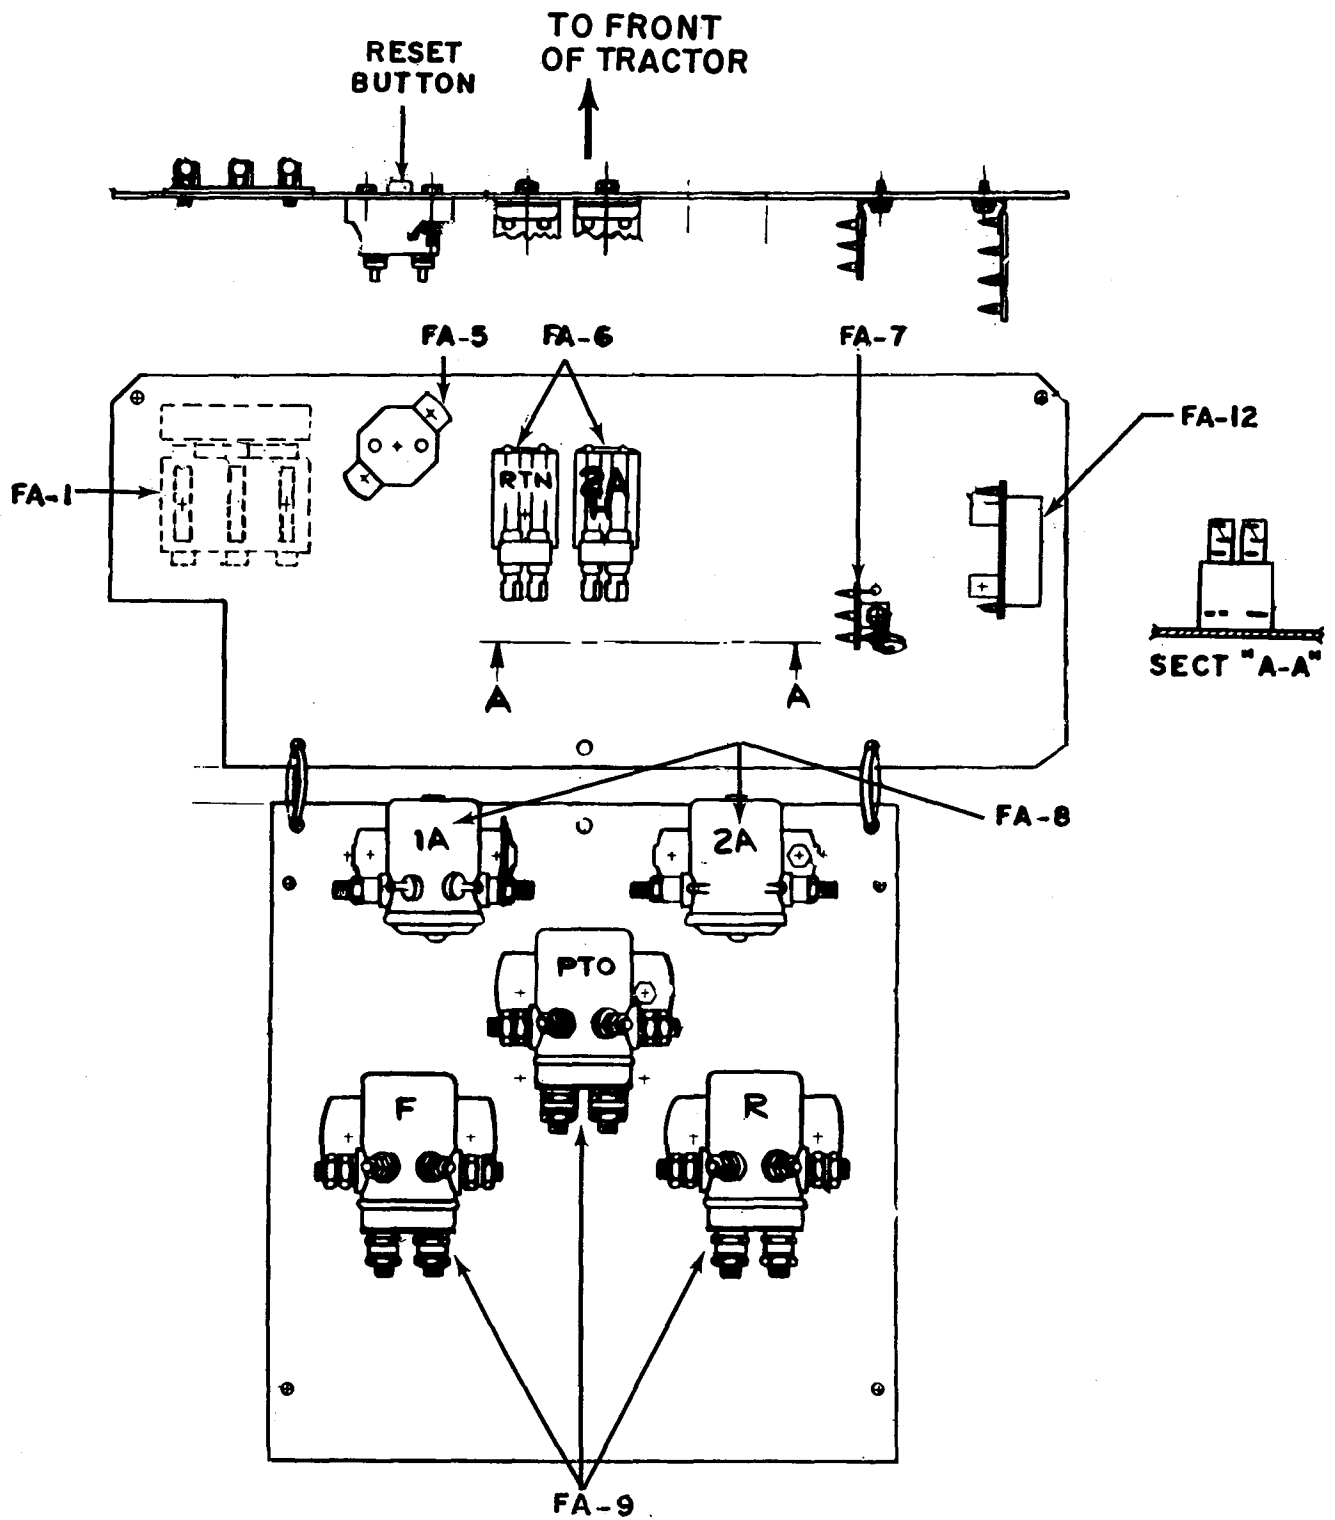 TO FRONT
OF TRACTOR
RESET
BUTTON
FA-5
FA-6
FA-7
FA-12
FA-1
RTN
2A
A
A
SECT "A-A"
FA-8
1A
2A
PTO
F
R
FA-9